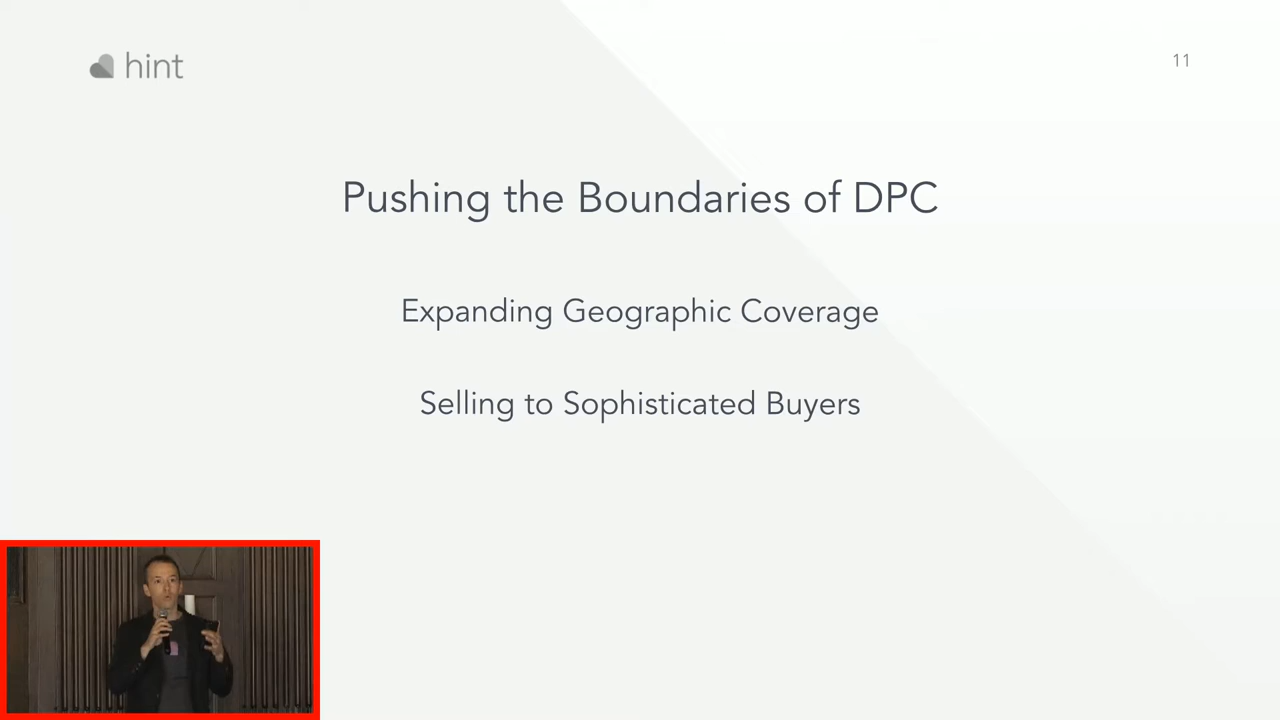 hint
11
Pushing the Boundaries of DPC
Expanding Geographic Coverage
Selling to Sophisticated Buyers